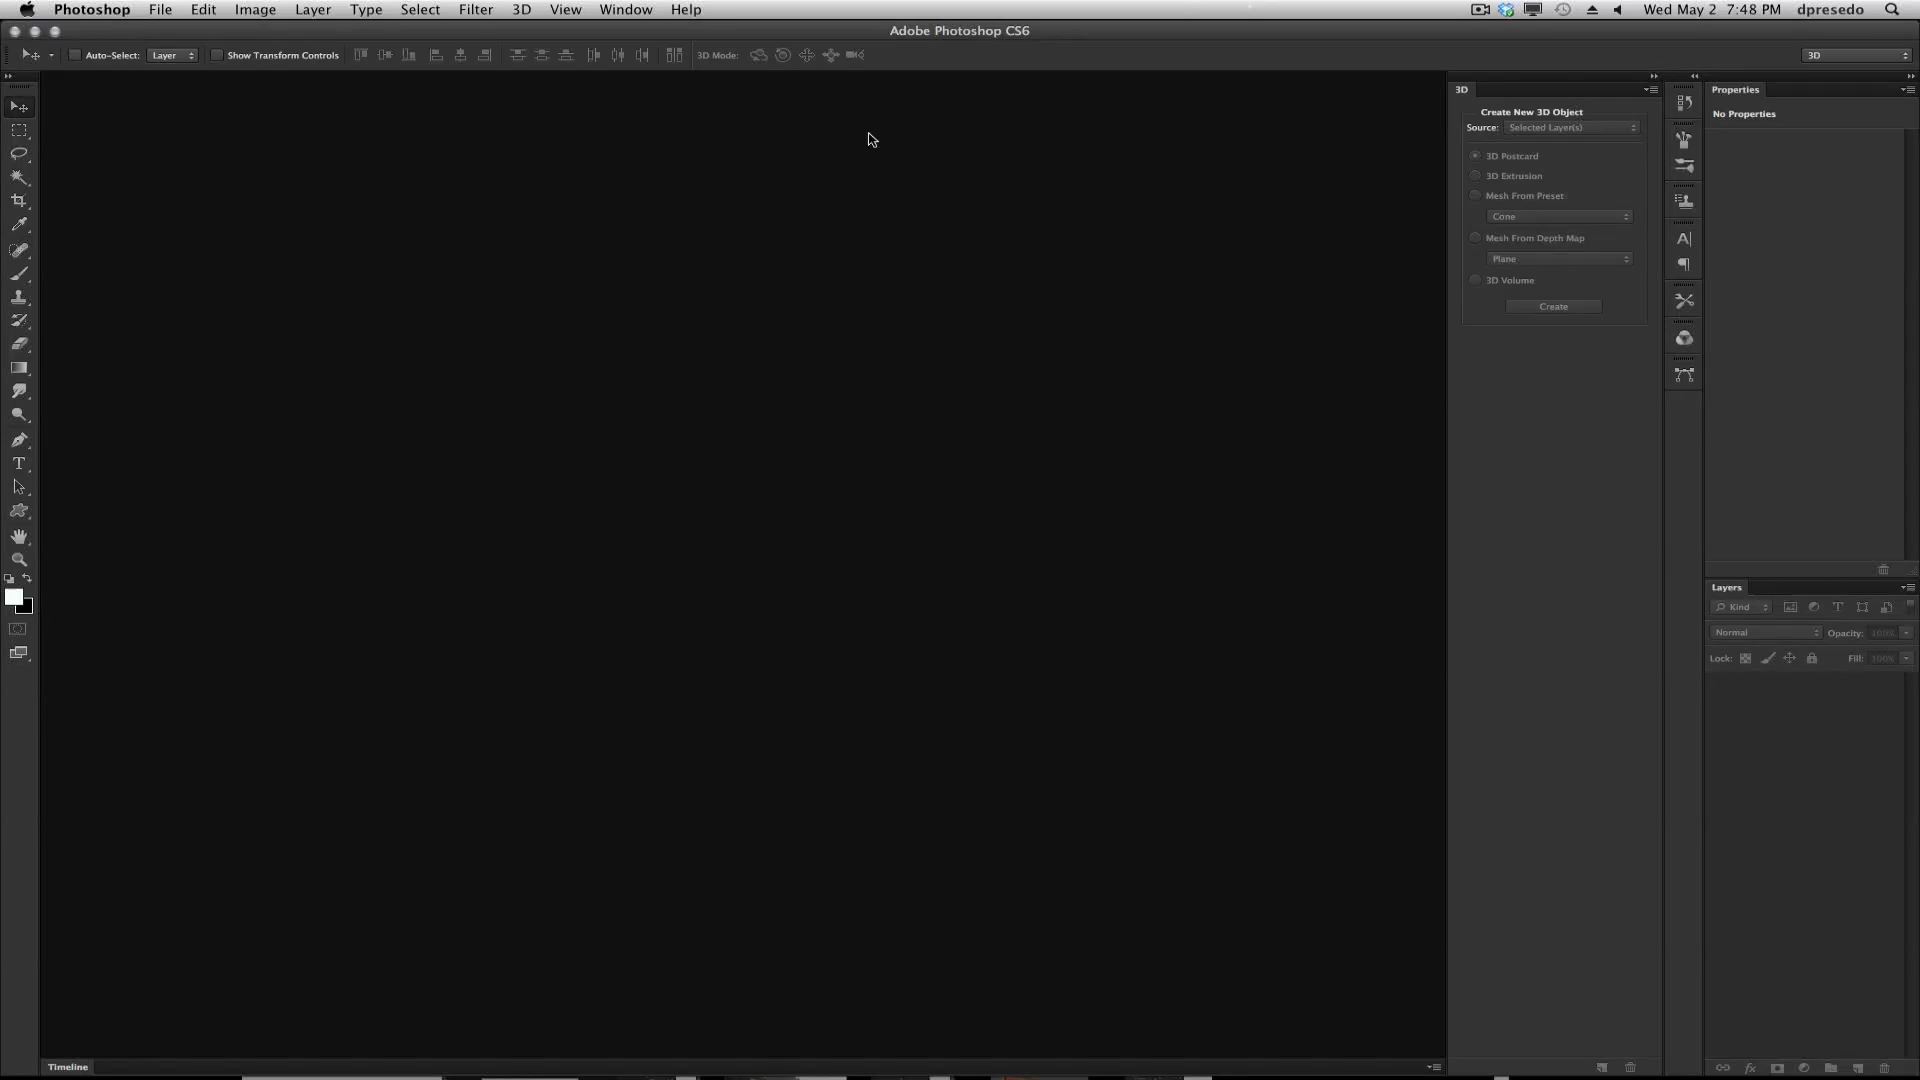 Photoshop File Edit Image Layer Type Select Filter 3D View Window Help Wed May 2 7:48 PM dpresedo
Adobe Photoshop CS6
Auto-Select: Layer Show Transform Controls 3D Mode: 3D
3D
Create New 3D Object
Source: Selected Layer(s)
3D Postcard
3D Extrusion
Mesh From Preset
Cone
Mesh From Depth Map
Plane
3D Volume
Create
Properties
No Properties
Layers
Kind
Normal Opacity: 100%
Lock: Fill: 100%
Timeline